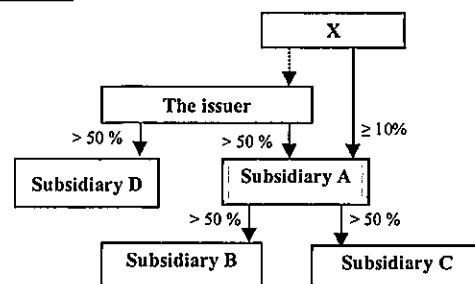 X
The issuer
> 50 % > 50 % ≥ 10%
Subsidiary D Subsidiary A
> 50 % > 50 %
Subsidiary B Subsidiary C